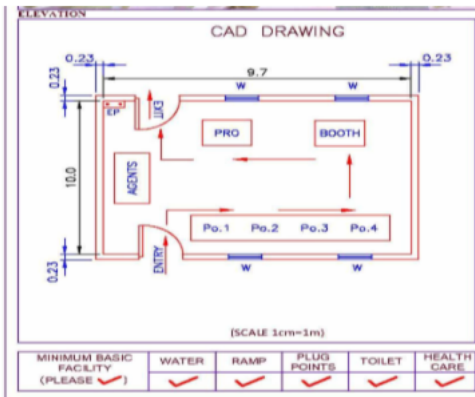 ELEVATION
CAD DRAWING
0.23
0.23
9.7
0.23
W
W
EXIT
EP
PRO
BOOTH
10.0
AGENTS
Po.1 Po.2 Po.3 Po.4
ENTRY
0.23
W
W
(SCALE 1cm=1m)
MINIMUM BASIC FACILITY (PLEASE ✓)
WATER
RAMP
PLUG POINTS
TOILET
HEALTH CARE